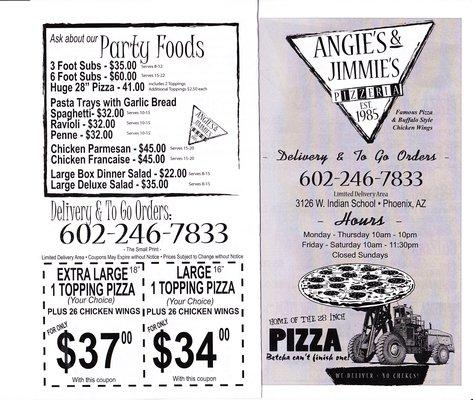 Ask about our Party Foods
3 Foot Subs - $35.00 Serves 8-12
6 Foot Subs - $60.00 Serves 15-22
Huge 28" Pizza - 41.00 Includes 2 Toppings
Additional Toppings $2.50 each
Pasta Trays with Garlic Bread
Spaghetti - $32.00 Serves 10-15
Ravioli - $32.00 Serves 10-15
Penne - $32.00 Serves 10-15
Chicken Parmesan - $45.00 Serves 15-20
Chicken Francaise - $45.00 Serves 15-20
Large Box Dinner Salad - $22.00 Serves 8-15
Large Deluxe Salad - $35.00 Serves 8-15
ANGIE'S &
JIMMIE'S
PIZZERIA
Delivery & To Go Orders:
602-246-7833
- The Small Print -
Limited Delivery Area • Coupons May Expire without Notice • Prices Subject to Change without Notice
EXTRA LARGE 18"
1 TOPPING PIZZA
(Your Choice)
PLUS 26 CHICKEN WINGS
FOR ONLY
$37.00
With this coupon
LARGE 16"
1 TOPPING PIZZA
(Your Choice)
PLUS 26 CHICKEN WINGS
FOR ONLY
$34.00
With this coupon
ANGIE'S &
JIMMIE'S
PIZZERIA
EST.
1985
Famous Pizza
& Buffalo Style
Chicken Wings
- Delivery & To Go Orders -
602-246-7833
Limited Delivery Area
3126 W. Indian School • Phoenix, AZ
- Hours -
Monday - Thursday 10am - 10pm
Friday - Saturday 10am - 11:30pm
Closed Sundays
HOME OF THE 28 INCH
PIZZA
Betcha can't finish one!
WE DELIVER • NO CHECKS!